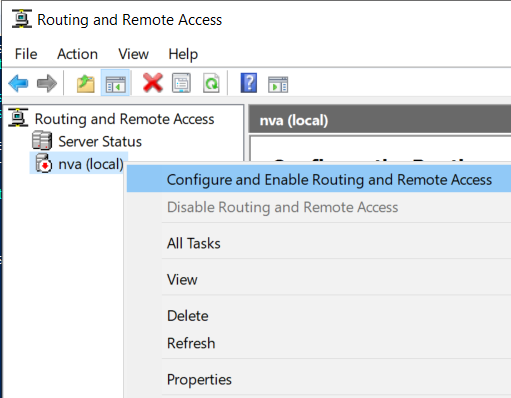 Routing and Remote Access
File Action View Help
Routing and Remote Access
nva (local)
Server Status
nva (local)
Configure and Enable Routing and Remote Access
Disable Routing and Remote Access
All Tasks
View
Delete
Refresh
Properties